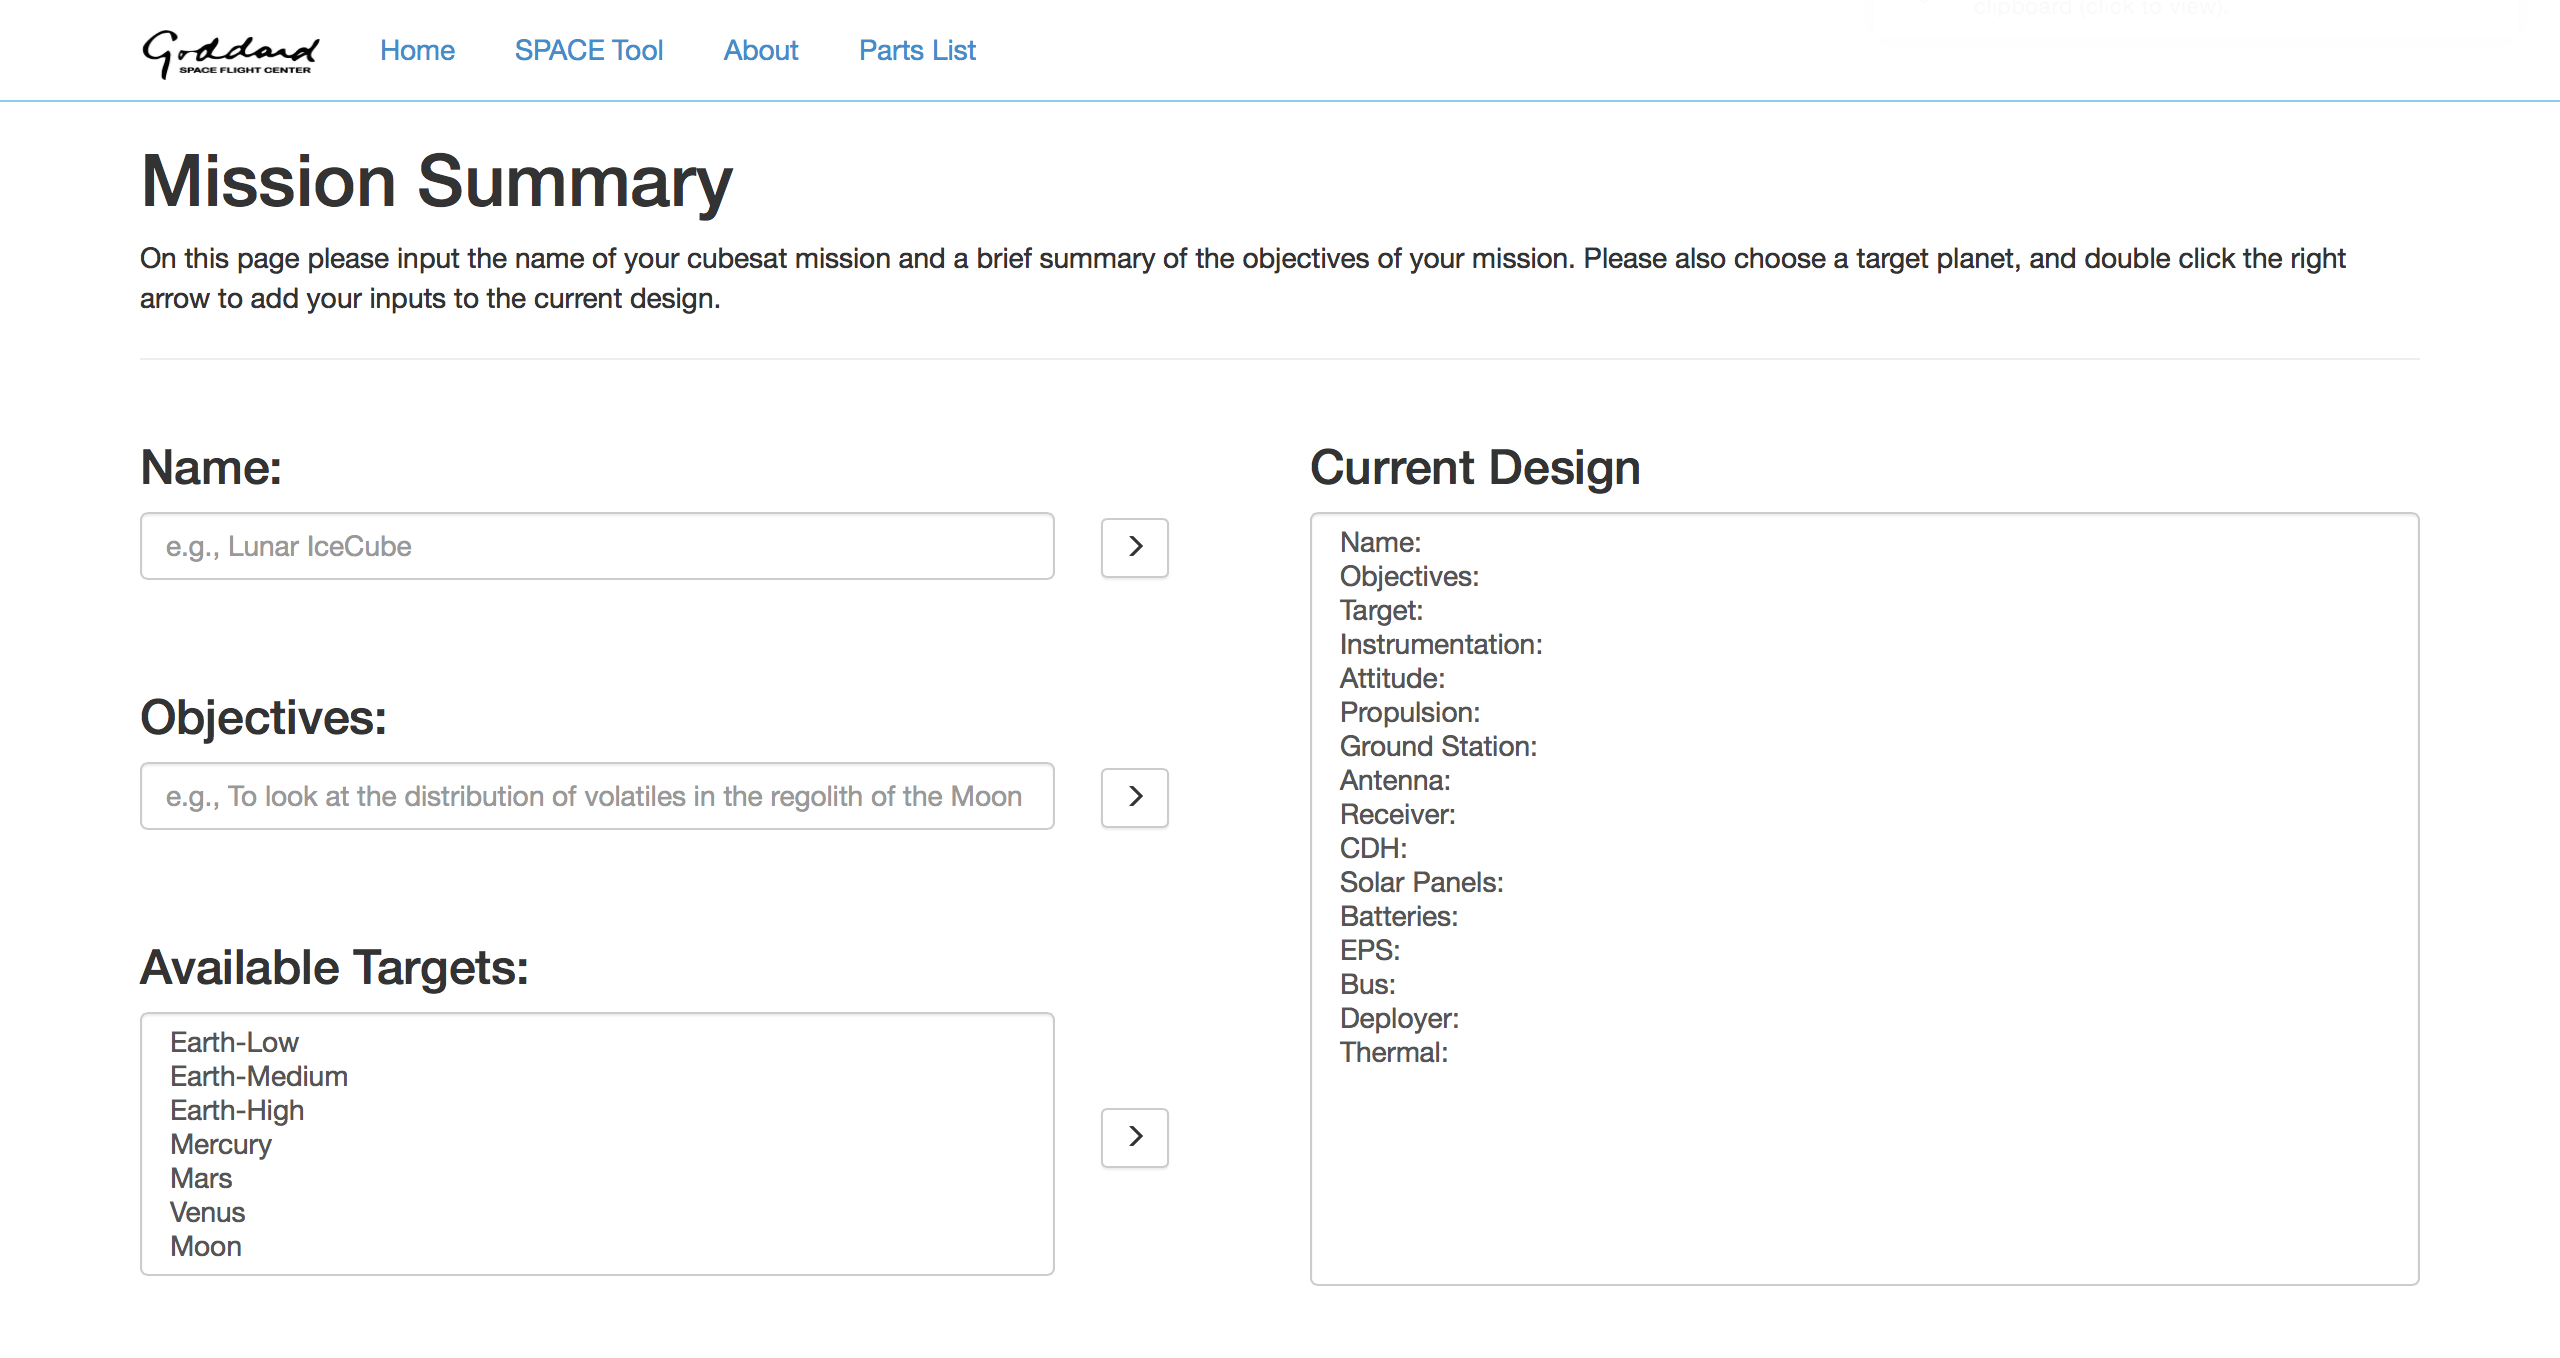 Goddard
SPACE FLIGHT CENTER
Home
SPACE Tool
About
Parts List
clipboard (click to view).
Mission Summary
On this page please input the name of your cubesat mission and a brief summary of the objectives of your mission. Please also choose a target planet, and double click the right
arrow to add your inputs to the current design.
Name:
e.g., Lunar IceCube
Objectives:
e.g., To look at the distribution of volatiles in the regolith of the Moon
Available Targets:
Earth-Low
Earth-Medium
Earth-High
Mercury
Mars
Venus
Moon
Current Design
Name:
Objectives:
Target:
Instrumentation:
Attitude:
Propulsion:
Ground Station:
Antenna:
Receiver:
CDH:
Solar Panels:
Batteries:
EPS:
Bus:
Deployer:
Thermal: